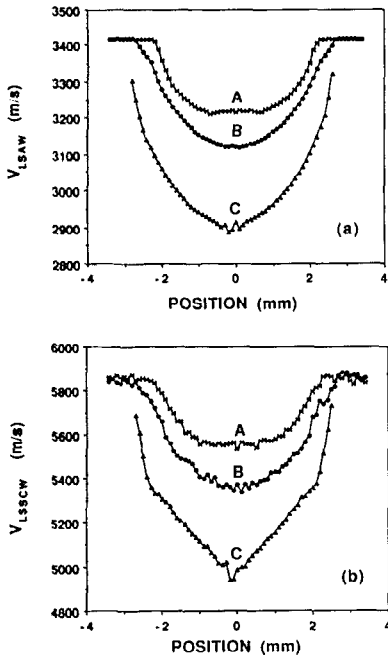 3500
3400
3300
3200
3100
3000
2900
2800
V LSAW (m/s)
A
B
C
(a)
-4 -2 0 2 4
POSITION (mm)
6000
5800
5600
5400
5200
5000
4800
V LSSCW (m/s)
A
B
C
(b)
-4 -2 0 2 4
POSITION (mm)